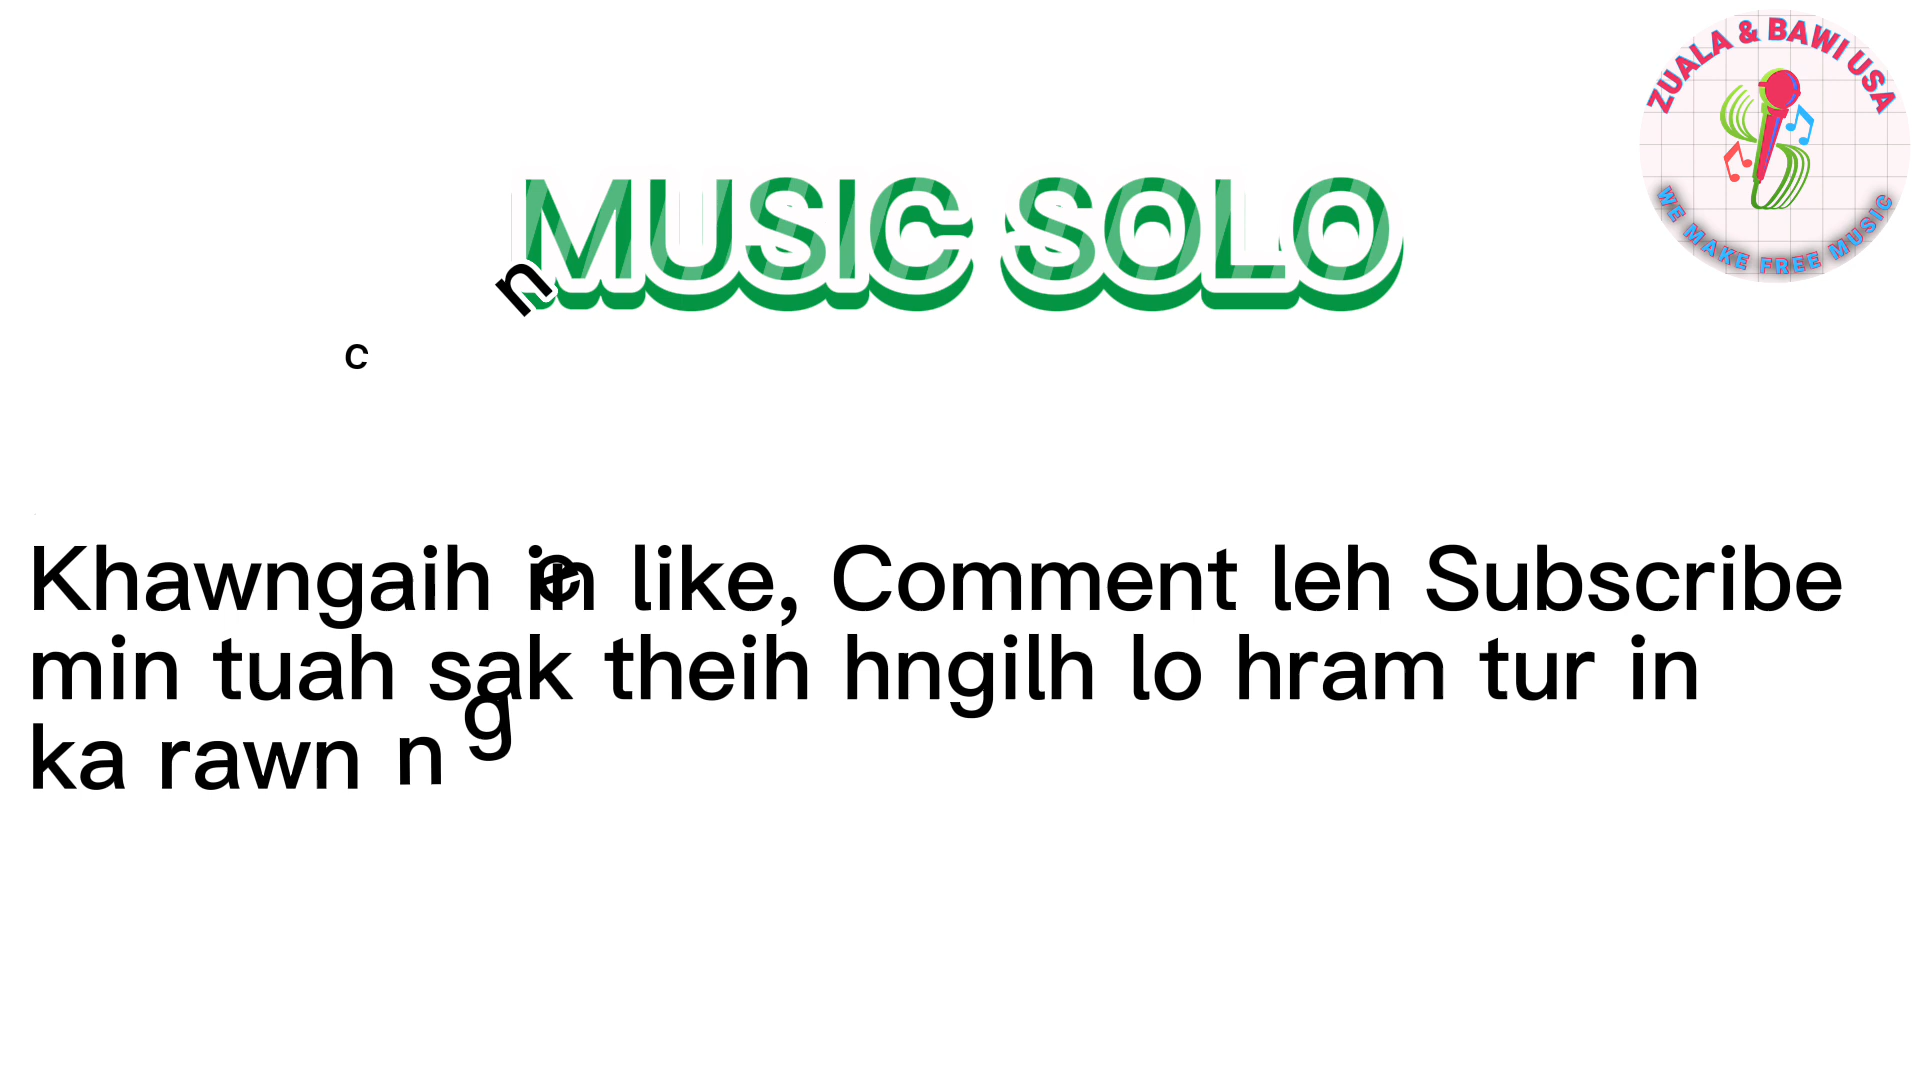 ZUALA & BAWI USA
WE MAKE FREE MUSIC
MUSIC SOLO
n
c
Khawngaih in like, Comment leh Subscribe
min tuah sak theih hngilh lo hram tur in
ka rawn n g
e